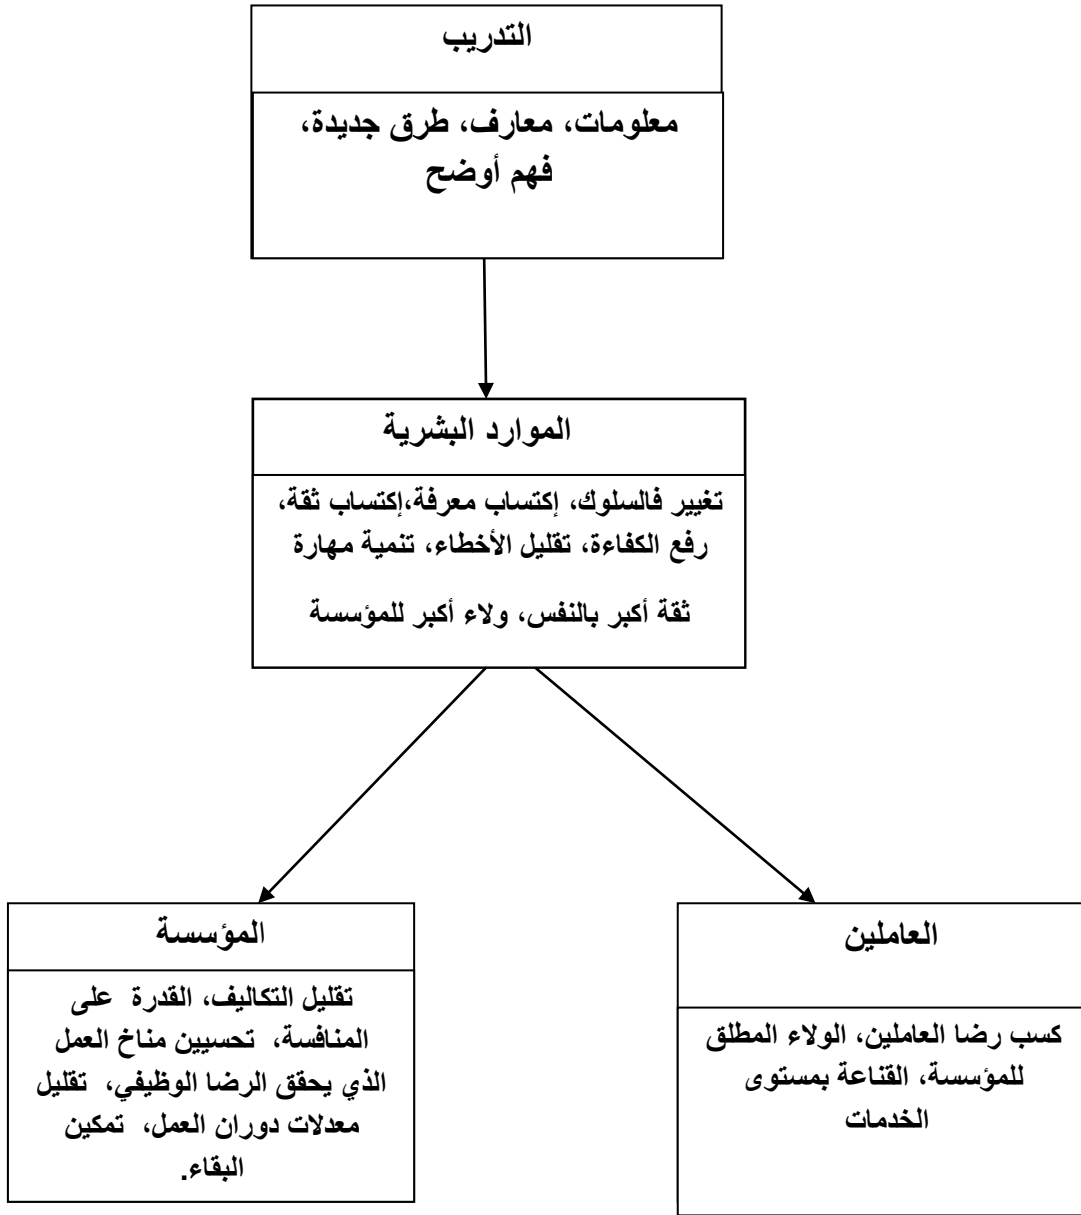 التدريب
معلومات، معارف، طرق جديدة،
فهم أوضح
الموارد البشرية
تغيير فالسلوك، إكتساب معرفة،إكتساب ثقة،
رفع الكفاءة، تقليل الأخطاء، تنمية مهارة
ثقة أكبر بالنفس، ولاء أكبر للمؤسسة
العاملين
كسب رضا العاملين، الولاء المطلق
للمؤسسة، القناعة بمستوى
الخدمات
المؤسسة
تقليل التكاليف، القدرة على
المنافسة، تحسيين مناخ العمل
الذي يحقق الرضا الوظيفي، تقليل
معدلات دوران العمل، تمكين
البقاء.